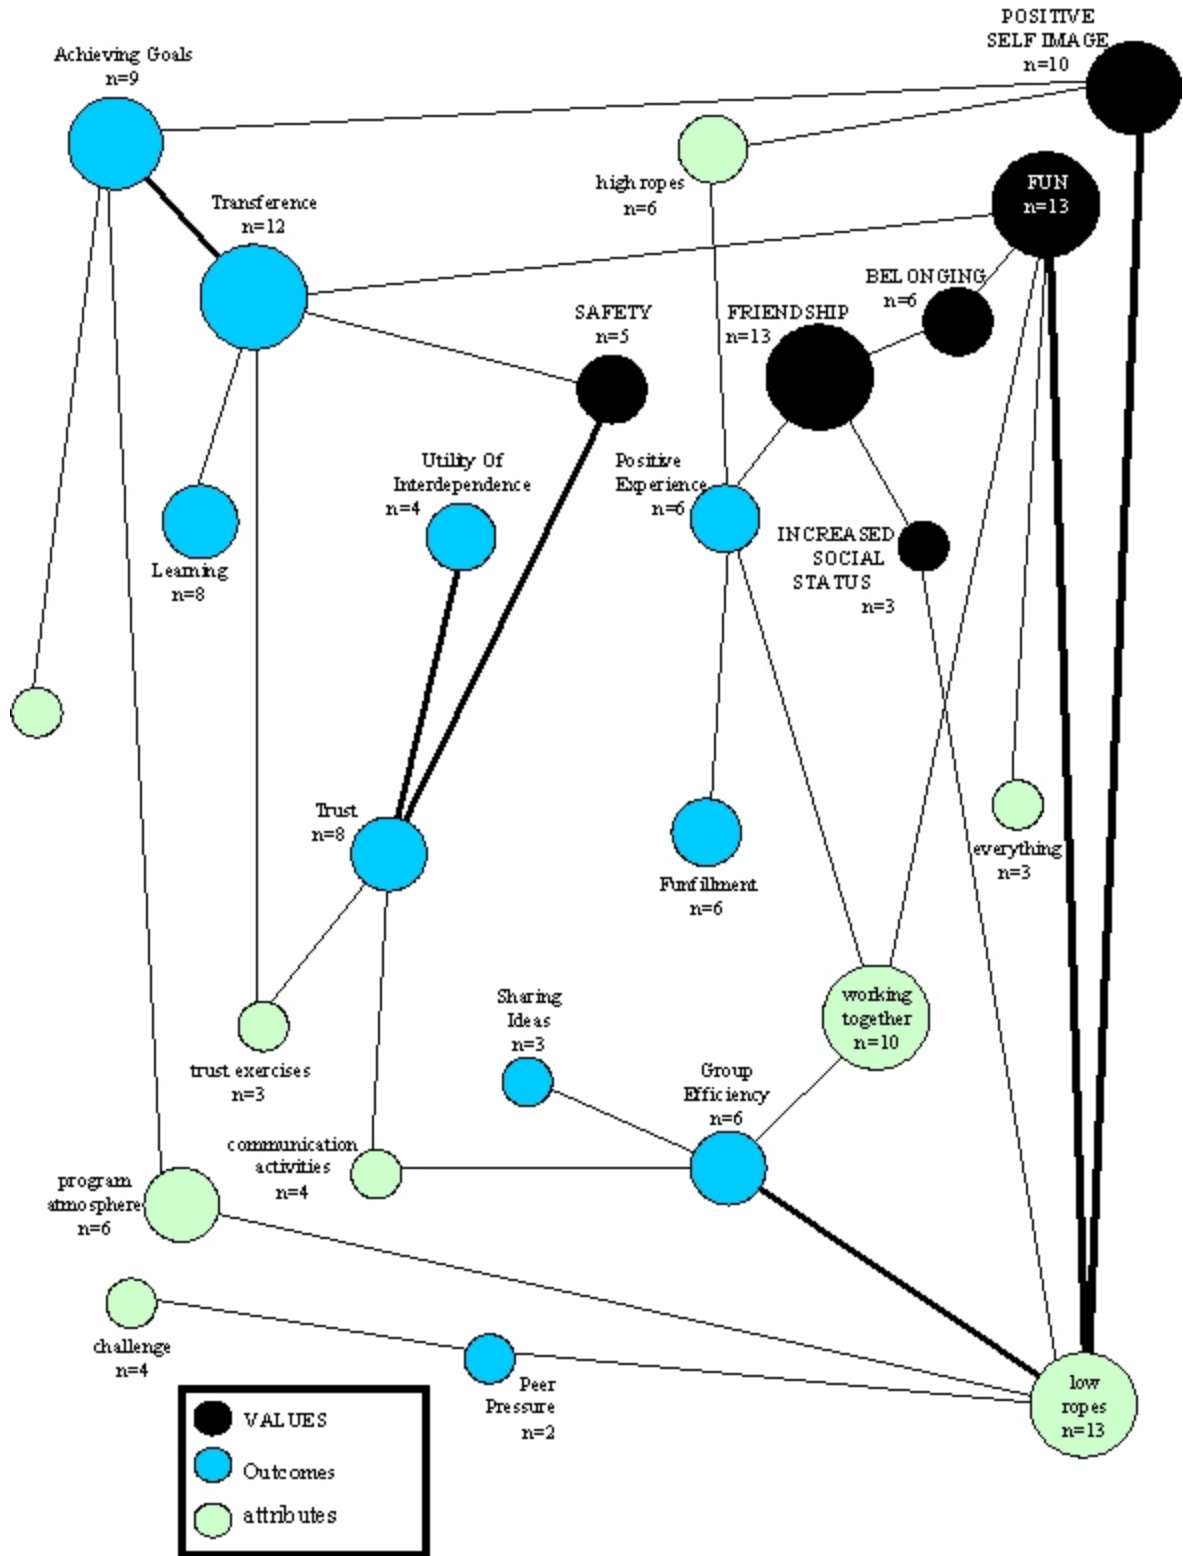 POSITIVE
SELF IMAGE
n=10
Achieving Goals
n=9
high ropes
n=6
FUN
n=13
Transference
n=12
BELONGING
n=6
SAFETY
n=5
FRIENDSHIP
n=13
Utility Of
Interdependence
n=4
Positive
Experience
n=6
INCREASED
SOCIAL
STATUS
n=3
Learning
n=8
Trust
n=8
everything
n=3
Funfillment
n=6
working
together
n=10
Sharing
Ideas
n=3
trust exercises
n=3
Group
Efficiency
n=6
communication
activities
n=4
program
atmosphere
n=6
challenge
n=4
Peer
Pressure
n=2
low
ropes
n=13
VALUES
Outcomes
attributes